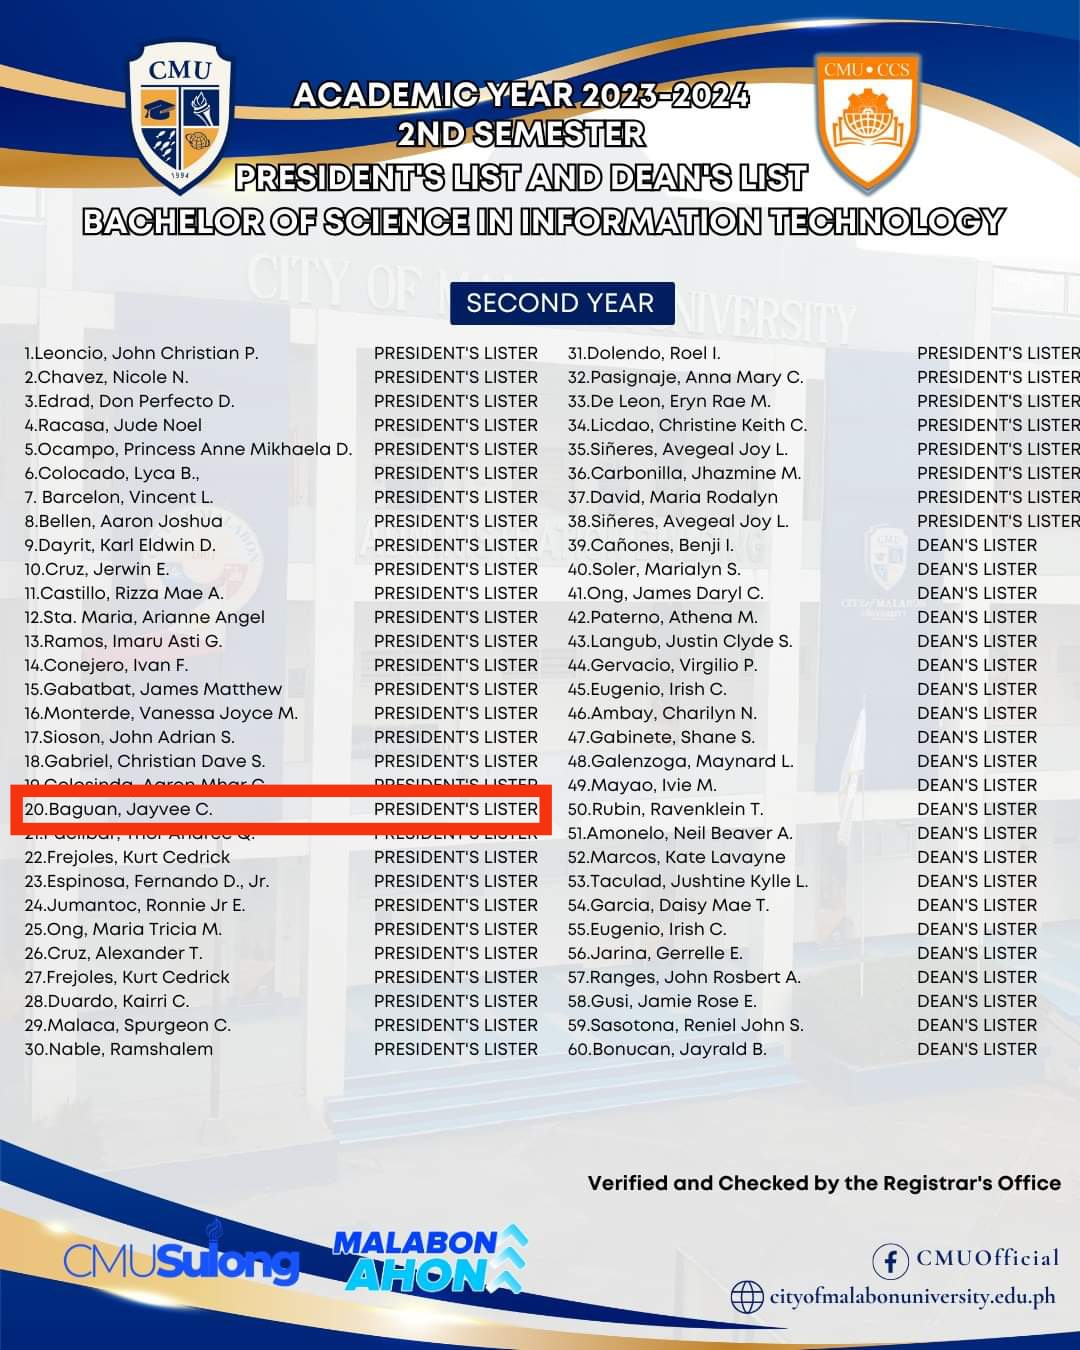 CMU
1994
CMU • CCS
ACADEMIC YEAR 2023-2024
2ND SEMESTER
PRESIDENT'S LIST AND DEAN'S LIST
BACHELOR OF SCIENCE IN INFORMATION TECHNOLOGY
SECOND YEAR
1.Leoncio, John Christian P. PRESIDENT'S LISTER
2.Chavez, Nicole N. PRESIDENT'S LISTER
3.Edrad, Don Perfecto D. PRESIDENT'S LISTER
4.Racasa, Jude Noel PRESIDENT'S LISTER
5.Ocampo, Princess Anne Mikhaela D. PRESIDENT'S LISTER
6.Colocado, Lyca B., PRESIDENT'S LISTER
7. Barcelon, Vincent L. PRESIDENT'S LISTER
8.Bellen, Aaron Joshua PRESIDENT'S LISTER
9.Dayrit, Karl Eldwin D. PRESIDENT'S LISTER
10.Cruz, Jerwin E. PRESIDENT'S LISTER
11.Castillo, Rizza Mae A. PRESIDENT'S LISTER
12.Sta. Maria, Arianne Angel PRESIDENT'S LISTER
13.Ramos, Imaru Asti G. PRESIDENT'S LISTER
14.Conejero, Ivan F. PRESIDENT'S LISTER
15.Gabatbat, James Matthew PRESIDENT'S LISTER
16.Monterde, Vanessa Joyce M. PRESIDENT'S LISTER
17.Sioson, John Adrian S. PRESIDENT'S LISTER
18.Gabriel, Christian Dave S. PRESIDENT'S LISTER
PRESIDENT'S LISTER
20.Baguan, Jayvee C. PRESIDENT'S LISTER
PRESIDENT'S LISTER
22.Frejoles, Kurt Cedrick PRESIDENT'S LISTER
23.Espinosa, Fernando D., Jr. PRESIDENT'S LISTER
24.Jumantoc, Ronnie Jr E. PRESIDENT'S LISTER
25.Ong, Maria Tricia M. PRESIDENT'S LISTER
26.Cruz, Alexander T. PRESIDENT'S LISTER
27.Frejoles, Kurt Cedrick PRESIDENT'S LISTER
28.Duardo, Kairri C. PRESIDENT'S LISTER
29.Malaca, Spurgeon C. PRESIDENT'S LISTER
30.Nable, Ramshalem PRESIDENT'S LISTER
31.Dolendo, Roel I. PRESIDENT'S LISTER
32.Pasignaje, Anna Mary C. PRESIDENT'S LISTER
33.De Leon, Eryn Rae M. PRESIDENT'S LISTER
34.Licdao, Christine Keith C. PRESIDENT'S LISTER
35.Siñeres, Avegeal Joy L. PRESIDENT'S LISTER
36.Carbonilla, Jhazmine M. PRESIDENT'S LISTER
37.David, Maria Rodalyn PRESIDENT'S LISTER
38.Siñeres, Avegeal Joy L. PRESIDENT'S LISTER
39.Cañones, Benji I. DEAN'S LISTER
40.Soler, Marialyn S. DEAN'S LISTER
41.Ong, James Daryl C. DEAN'S LISTER
42.Paterno, Athena M. DEAN'S LISTER
43.Langub, Justin Clyde S. DEAN'S LISTER
44.Gervacio, Virgilio P. DEAN'S LISTER
45.Eugenio, Irish C. DEAN'S LISTER
46.Ambay, Charilyn N. DEAN'S LISTER
47.Gabinete, Shane S. DEAN'S LISTER
48.Galenzoga, Maynard L. DEAN'S LISTER
49.Mayao, Ivie M. DEAN'S LISTER
50.Rubin, Ravenklein T. DEAN'S LISTER
51.Amonelo, Neil Beaver A. DEAN'S LISTER
52.Marcos, Kate Lavayne DEAN'S LISTER
53.Taculad, Jushtine Kylle L. DEAN'S LISTER
54.Garcia, Daisy Mae T. DEAN'S LISTER
55.Eugenio, Irish C. DEAN'S LISTER
56.Jarina, Gerrelle E. DEAN'S LISTER
57.Ranges, John Rosbert A. DEAN'S LISTER
58.Gusi, Jamie Rose E. DEAN'S LISTER
59.Sasotona, Reniel John S. DEAN'S LISTER
60.Bonucan, Jayrald B. DEAN'S LISTER
Verified and Checked by the Registrar's Office
CMUSulong
MALABON
AHON
CMUOfficial
cityofmalabonuniversity.edu.ph